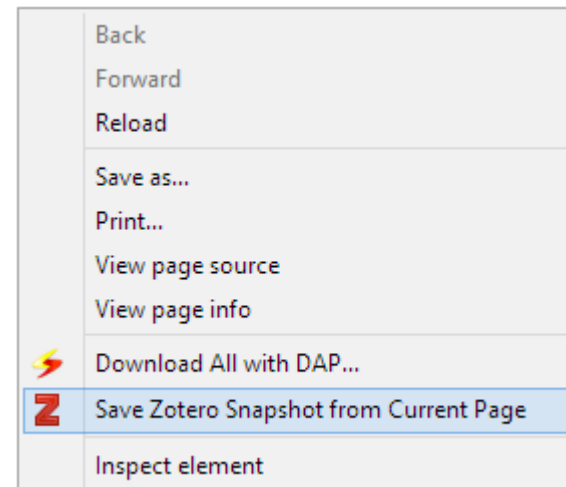 Back
Forward
Reload
Save as...
Print...
View page source
View page info
Download All with DAP...
Z Save Zotero Snapshot from Current Page
Inspect element